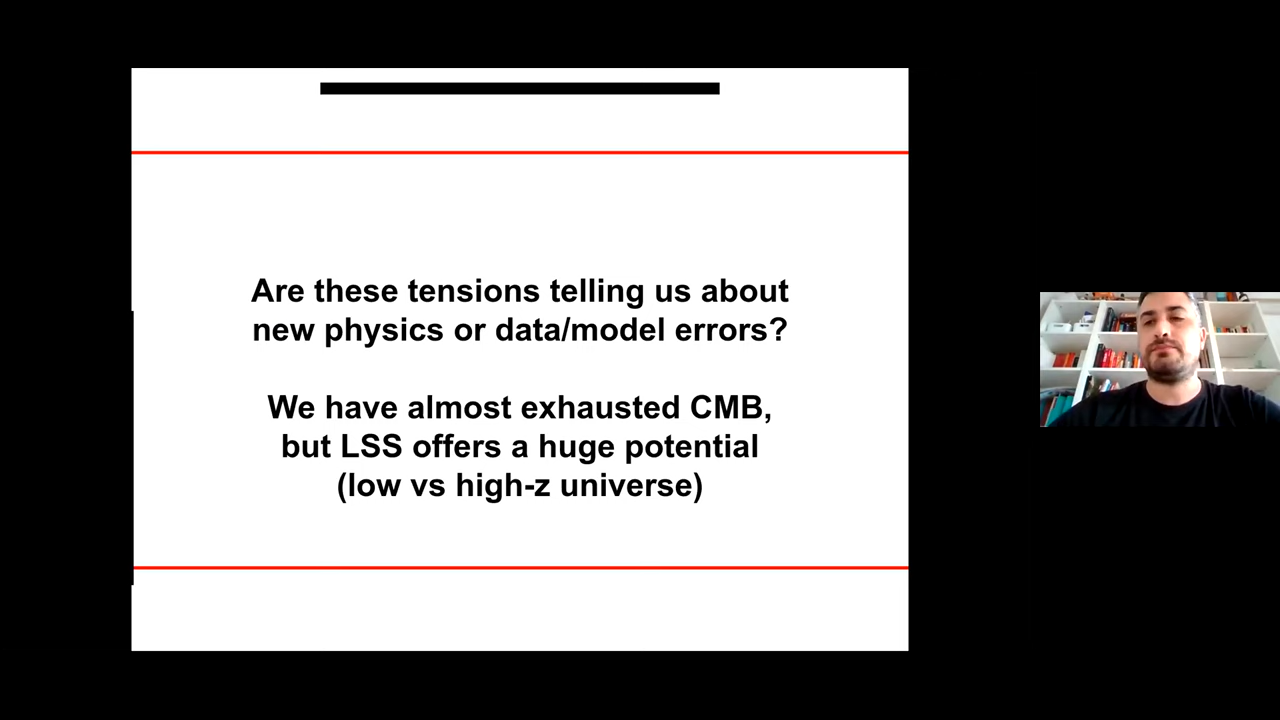 Are these tensions telling us about
new physics or data/model errors?
We have almost exhausted CMB,
but LSS offers a huge potential
(low vs high-z universe)